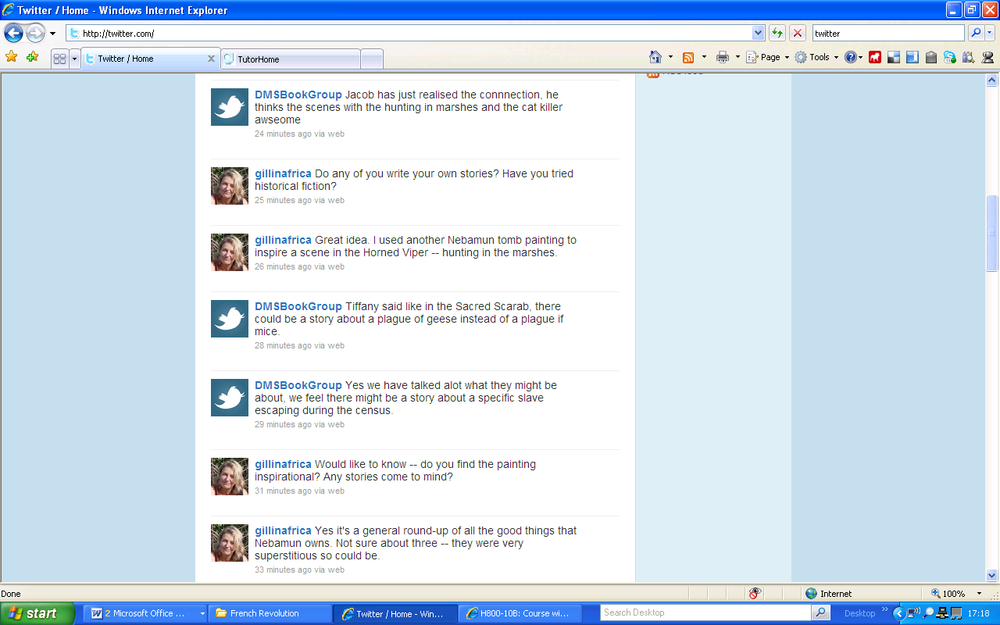 Twitter / Home - Windows Internet Explorer
http://twitter.com/
twitter
Twitter / Home
TutorHome
Page
Tools
DMSBookGroup Jacob has just realised the connnection, he
thinks the scenes with the hunting in marshes and the cat killer
awseome
24 minutes ago via web
gillinafrica Do any of you write your own stories? Have you tried
historical fiction?
25 minutes ago via web
gillinafrica Great idea. I used another Nebamun tomb painting to
inspire a scene in the Horned Viper -- hunting in the marshes.
26 minutes ago via web
DMSBookGroup Tiffany said like in the Sacred Scarab, there
could be a story about a plague of geese instead of a plague if
mice.
28 minutes ago via web
DMSBookGroup Yes we have talked alot what they might be
about, we feel there might be a story about a specific slave
escaping during the census.
29 minutes ago via web
gillinafrica Would like to know -- do you find the painting
inspirational? Any stories come to mind?
31 minutes ago via web
gillinafrica Yes it's a general round-up of all the good things that
Nebamun owns. Not sure about three -- they were very
superstitious so could be.
33 minutes ago via web
Done
Internet
100%
start
2 Microsoft Office ...
French Revolution
Twitter / Home - Win...
H800-10B: Course wi...
Search Desktop
Desktop
17:18